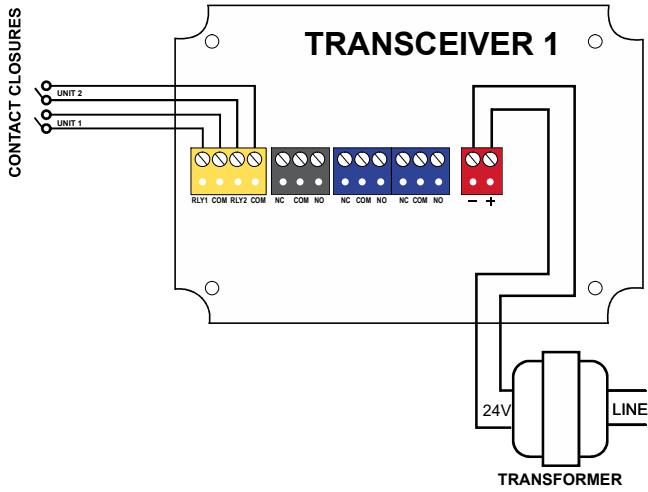 TRANSCEIVER 1
CONTACT CLOSURES
UNIT 2
UNIT 1
RLY1 COM RLY2 COM NC COM NO NC COM NO NC COM NO − +
24V
LINE
TRANSFORMER